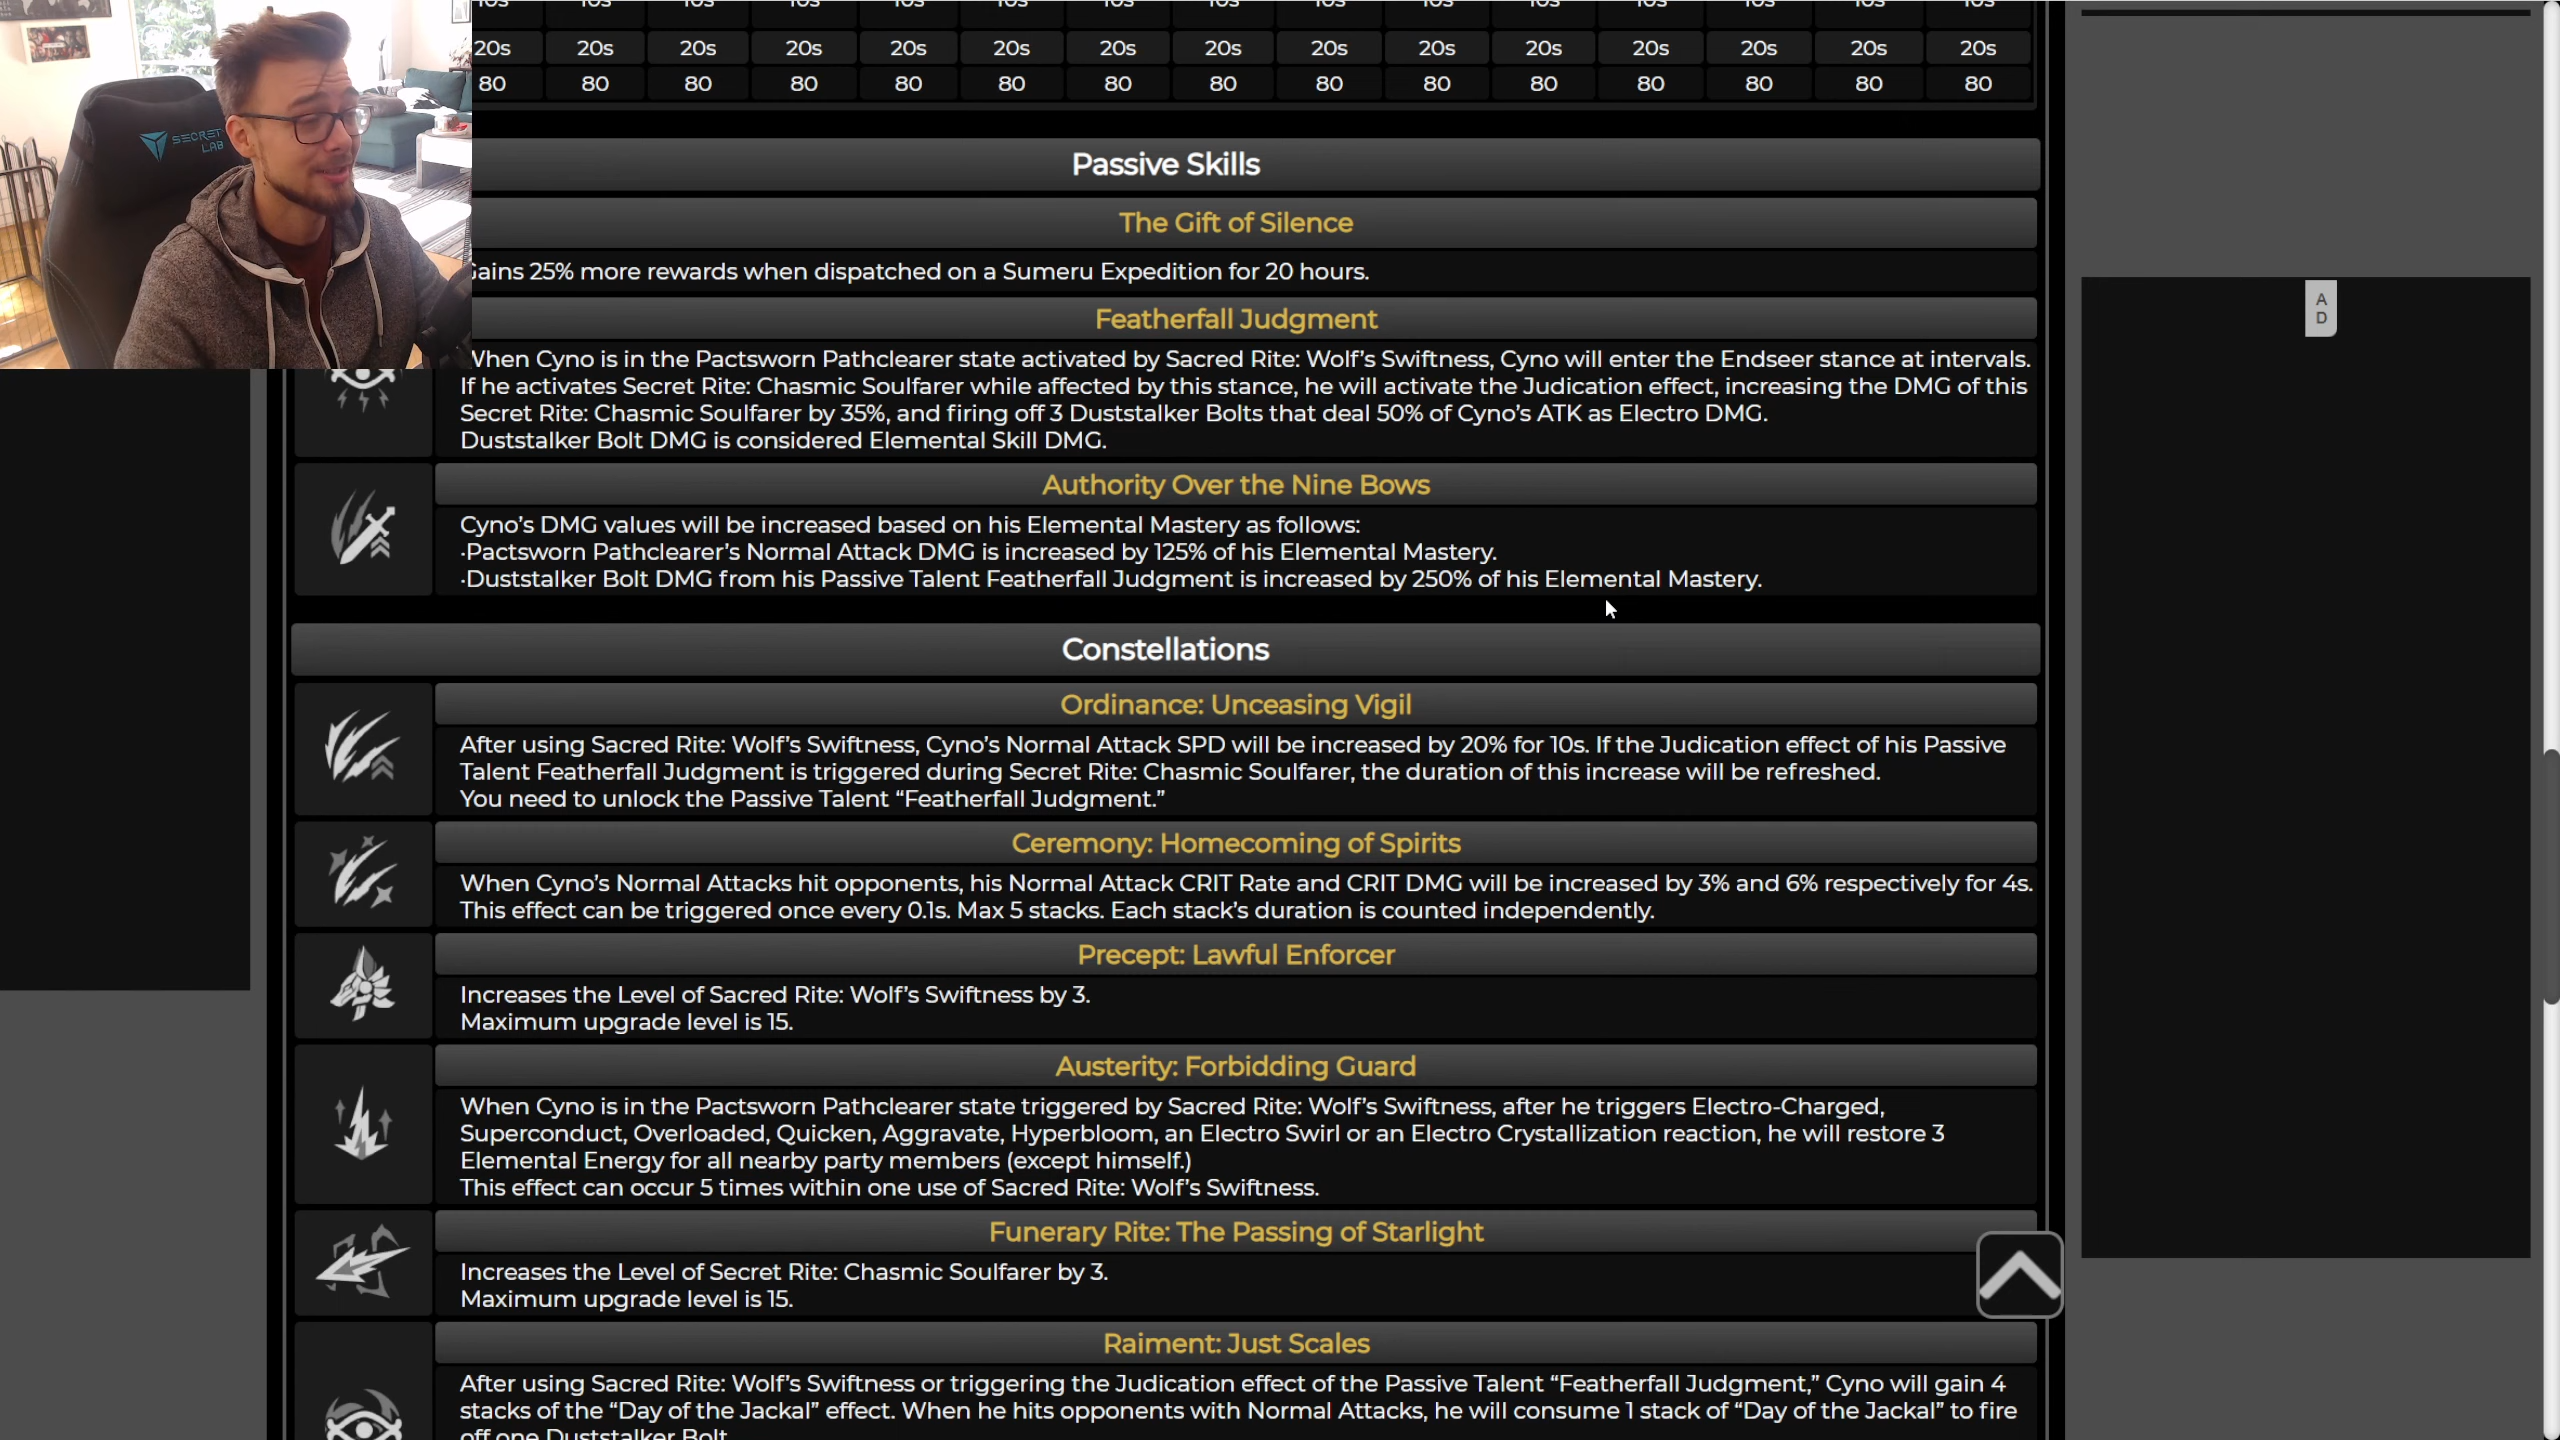 20s 20s 20s 20s 20s 20s 20s 20s 20s 20s 20s 20s 20s 20s 20s
80 80 80 80 80 80 80 80 80 80 80 80 80 80 80
SECRET
LAB
Passive Skills
The Gift of Silence
Gains 25% more rewards when dispatched on a Sumeru Expedition for 20 hours.
A
D
Featherfall Judgment
When Cyno is in the Pactsworn Pathclearer state activated by Sacred Rite: Wolf's Swiftness, Cyno will enter the Endseer stance at intervals.
If he activates Secret Rite: Chasmic Soulfarer while affected by this stance, he will activate the Judication effect, increasing the DMG of this
Secret Rite: Chasmic Soulfarer by 35%, and firing off 3 Duststalker Bolts that deal 50% of Cyno's ATK as Electro DMG.
Duststalker Bolt DMG is considered Elemental Skill DMG.
Authority Over the Nine Bows
Cyno's DMG values will be increased based on his Elemental Mastery as follows:
·Pactsworn Pathclearer's Normal Attack DMG is increased by 125% of his Elemental Mastery.
·Duststalker Bolt DMG from his Passive Talent Featherfall Judgment is increased by 250% of his Elemental Mastery.
Constellations
Ordinance: Unceasing Vigil
After using Sacred Rite: Wolf's Swiftness, Cyno's Normal Attack SPD will be increased by 20% for 10s. If the Judication effect of his Passive
Talent Featherfall Judgment is triggered during Secret Rite: Chasmic Soulfarer, the duration of this increase will be refreshed.
You need to unlock the Passive Talent “Featherfall Judgment.”
Ceremony: Homecoming of Spirits
When Cyno's Normal Attacks hit opponents, his Normal Attack CRIT Rate and CRIT DMG will be increased by 3% and 6% respectively for 4s.
This effect can be triggered once every 0.1s. Max 5 stacks. Each stack's duration is counted independently.
Precept: Lawful Enforcer
Increases the Level of Sacred Rite: Wolf's Swiftness by 3.
Maximum upgrade level is 15.
Austerity: Forbidding Guard
When Cyno is in the Pactsworn Pathclearer state triggered by Sacred Rite: Wolf's Swiftness, after he triggers Electro-Charged,
Superconduct, Overloaded, Quicken, Aggravate, Hyperbloom, an Electro Swirl or an Electro Crystallization reaction, he will restore 3
Elemental Energy for all nearby party members (except himself.)
This effect can occur 5 times within one use of Sacred Rite: Wolf's Swiftness.
Funerary Rite: The Passing of Starlight
Increases the Level of Secret Rite: Chasmic Soulfarer by 3.
Maximum upgrade level is 15.
Raiment: Just Scales
After using Sacred Rite: Wolf's Swiftness or triggering the Judication effect of the Passive Talent “Featherfall Judgment,” Cyno will gain 4
stacks of the “Day of the Jackal” effect. When he hits opponents with Normal Attacks, he will consume 1 stack of “Day of the Jackal” to fire
off one Duststalker Bolt